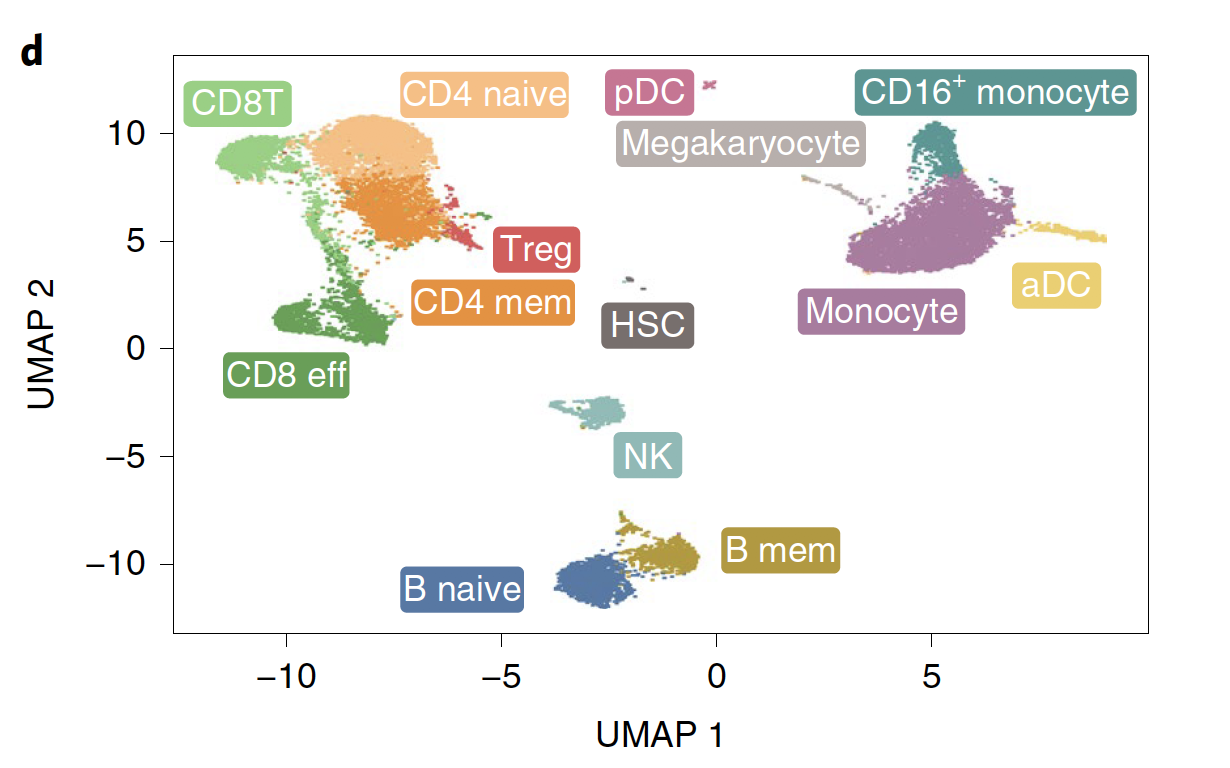 d
CD8T
CD4 naive
pDC
CD16⁺ monocyte
Megakaryocyte
10
5
0
−5
−10
Treg
CD4 mem
HSC
aDC
Monocyte
CD8 eff
NK
B mem
B naive
UMAP 2
−10
−5
0
5
UMAP 1